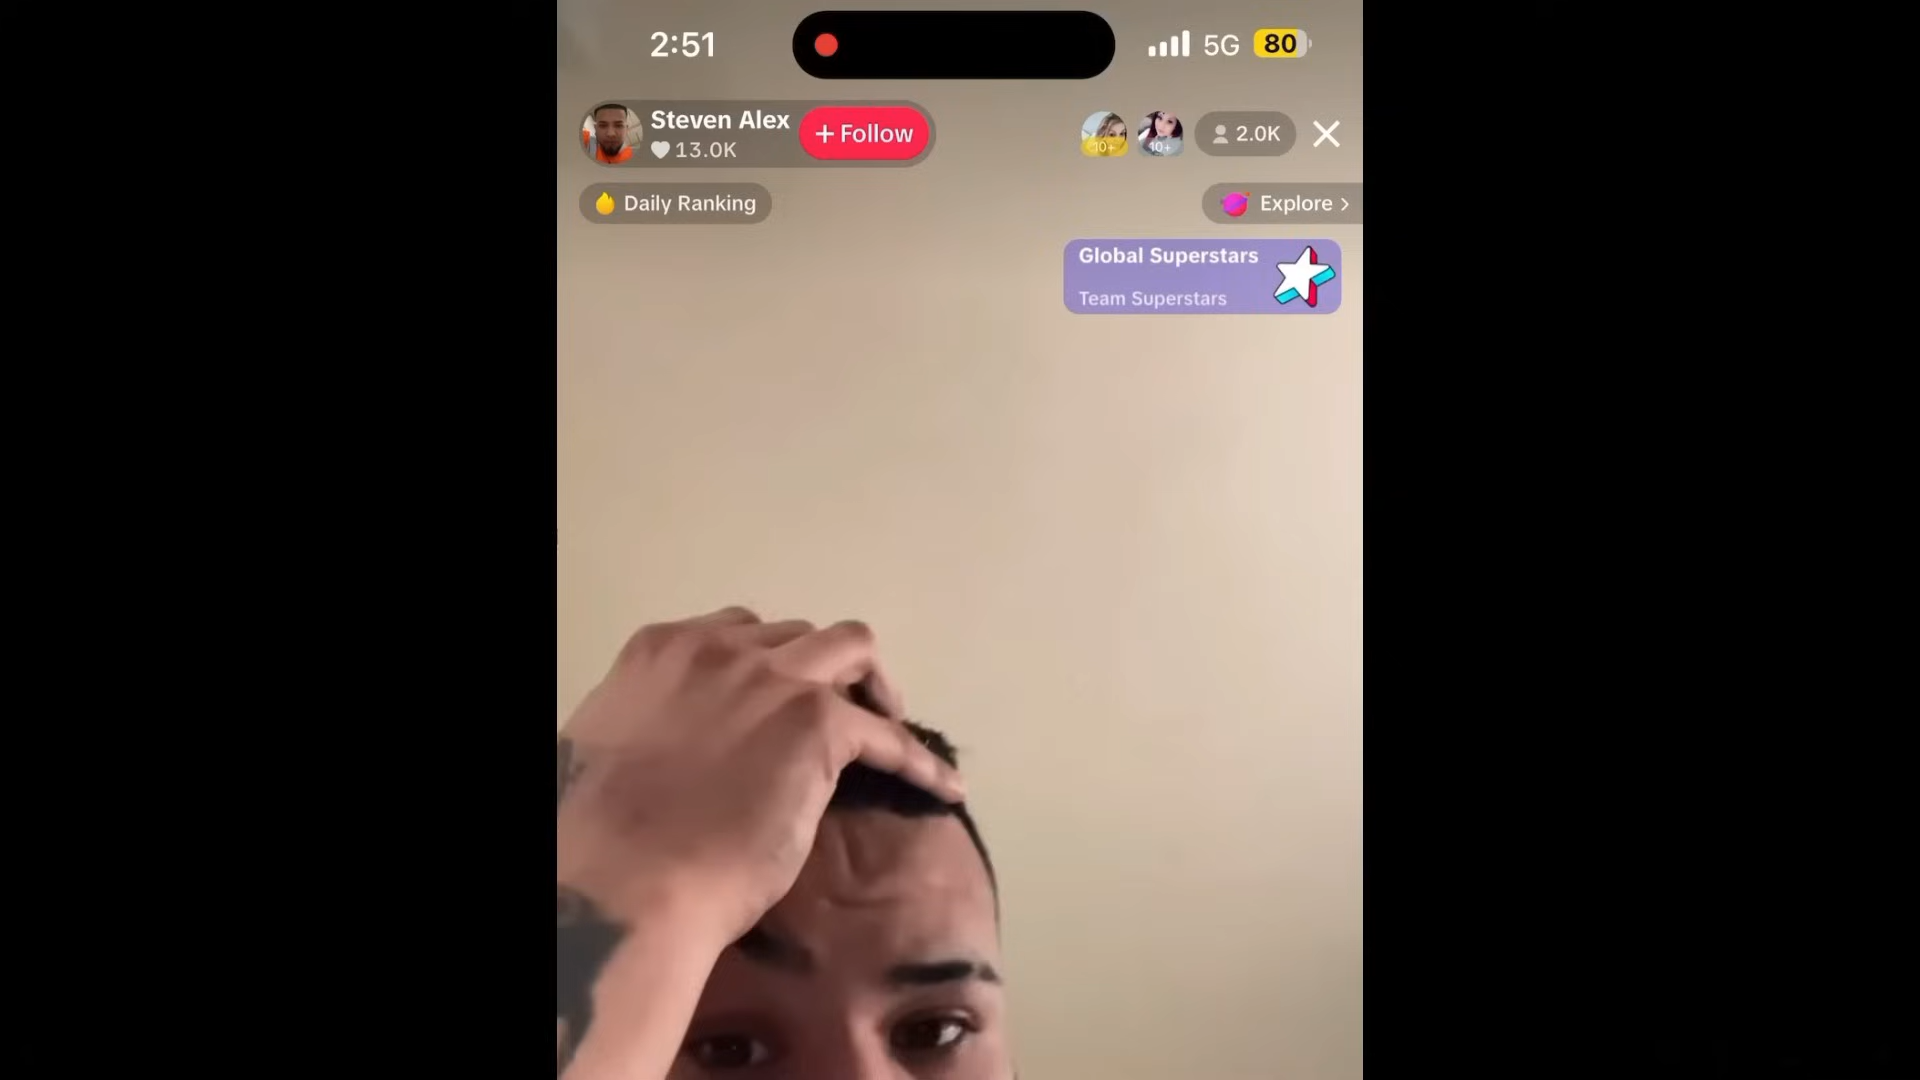 2:51
5G
80
Steven Alex
13.0K
+ Follow
10+
10+
2.0K
Daily Ranking
Explore >
Global Superstars
Team Superstars